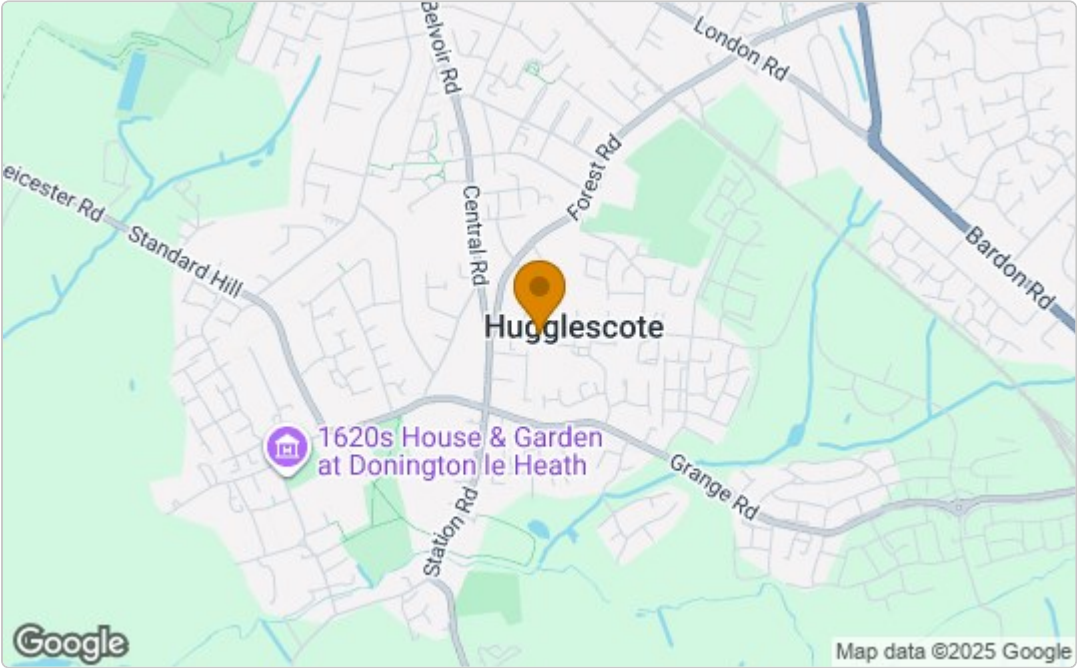 Belvoir Rd
London Rd
Forest Rd
eicester Rd
Central Rd
Standard Hill
Bardon Rd
Hugglescote
1620s House & Garden
at Donington le Heath
Grange Rd
Station Rd
Google
Map data ©2025 Google